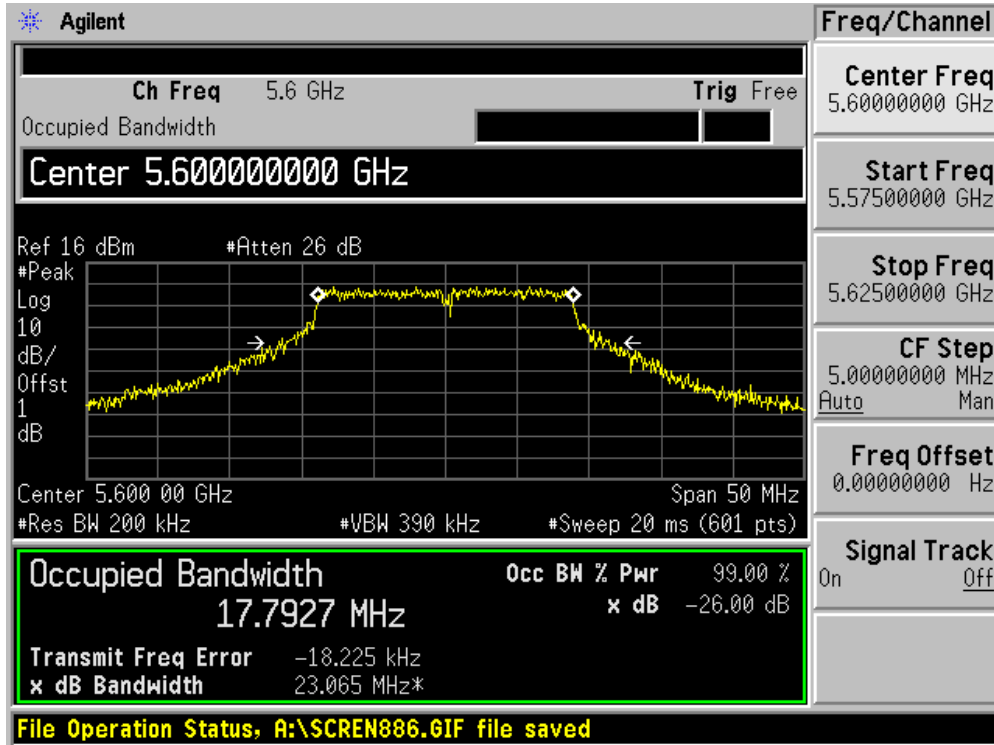 Agilent
Freq/Channel
Ch Freq 5.6 GHz Trig Free
Occupied Bandwidth
Center 5.600000000 GHz
Ref 16 dBm #Atten 26 dB
#Peak
Log
10
dB/
Offst
1
dB
Center 5.600 00 GHz Span 50 MHz
#Res BW 200 kHz #VBW 390 kHz #Sweep 20 ms (601 pts)
Occupied Bandwidth
17.7927 MHz
Occ BW % Pwr 99.00 %
x dB -26.00 dB
Transmit Freq Error -18.225 kHz
x dB Bandwidth 23.065 MHz*
Center Freq
5.60000000 GHz
Start Freq
5.57500000 GHz
Stop Freq
5.62500000 GHz
CF Step
5.00000000 MHz
Auto Man
Freq Offset
0.00000000 Hz
Signal Track
On Off
File Operation Status, A:\SCREN886.GIF file saved